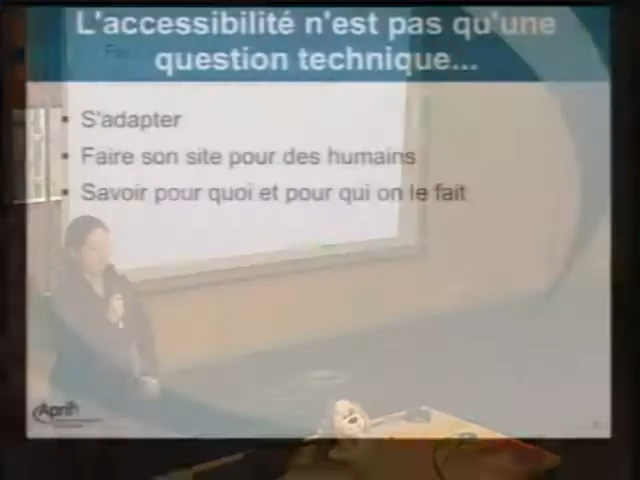 L'accessibilité n'est pas qu'une
question technique...
S'adapter
Faire son site pour des humains
Savoir pour quoi et pour qui on le fait
April